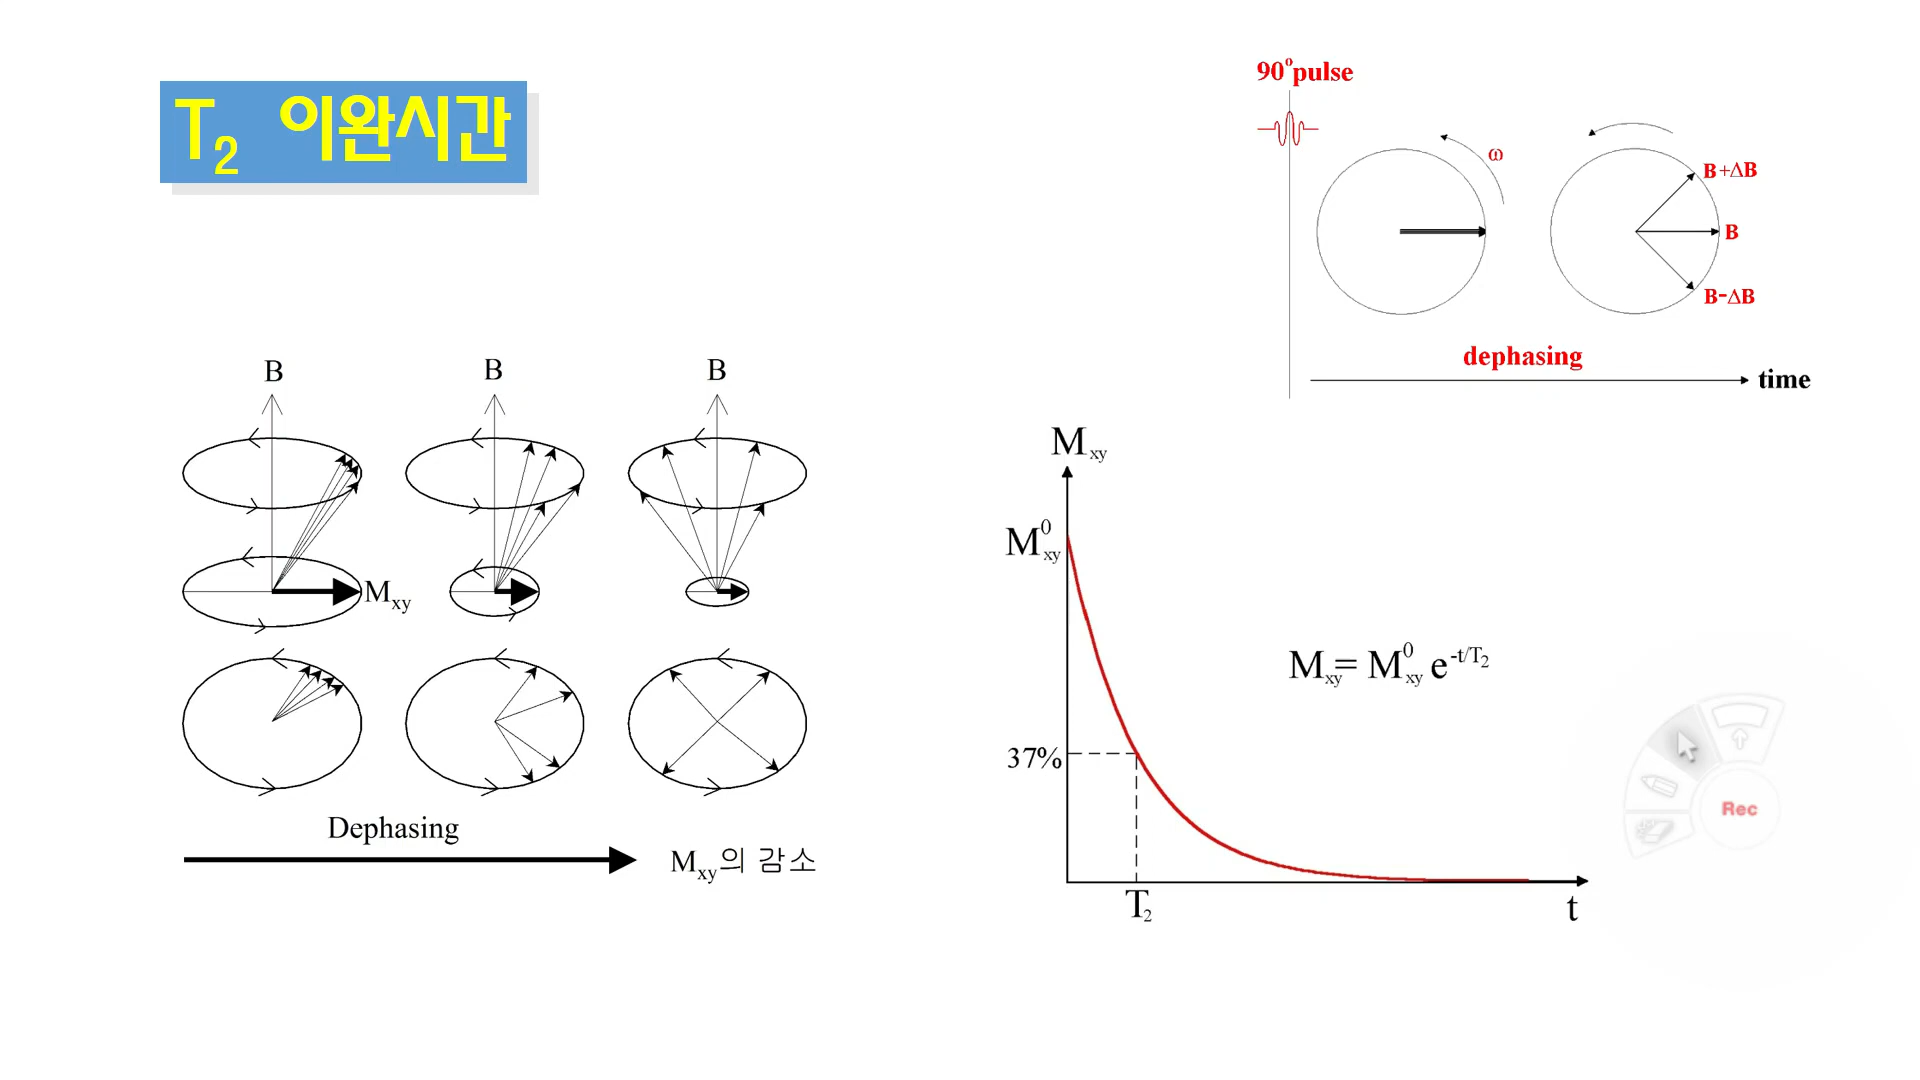 T₂ 이완시간
90°pulse
ω
B+ΔB
B
B-ΔB
dephasing
time
B
B
B
Mxy
Dephasing
Mxy의 감소
Mxy
M⁰xy
Mxy= M⁰xy e^-t/T₂
37%
T₂
t
Rec